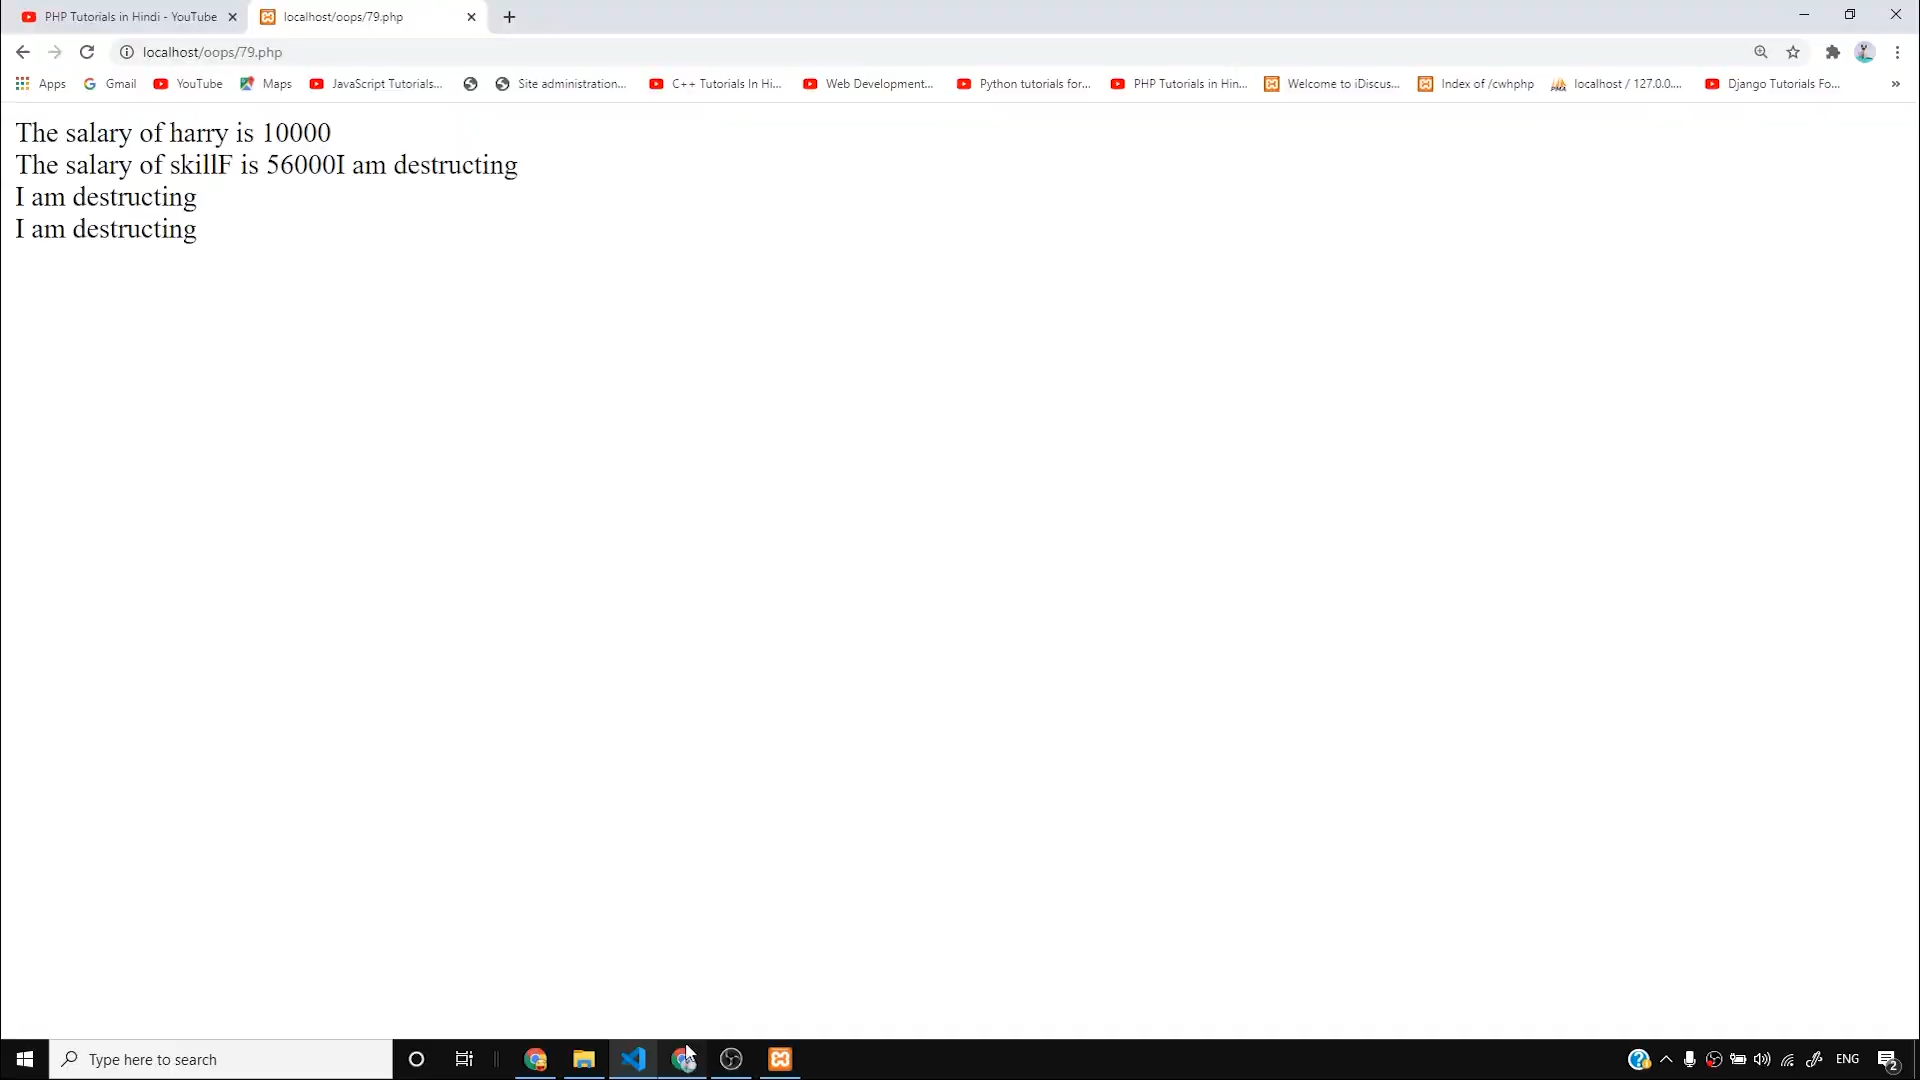 PHP Tutorials in Hindi - YouTube
localhost/oops/79.php
localhost/oops/79.php
Apps
Gmail
YouTube
Maps
JavaScript Tutorials...
Site administration...
C++ Tutorials In Hi...
Web Development...
Python tutorials for...
PHP Tutorials in Hin...
Welcome to iDiscus...
Index of /cwhphp
localhost / 127.0.0....
Django Tutorials Fo...
The salary of harry is 10000
The salary of skillF is 56000I am destructing
I am destructing
I am destructing
Type here to search
ENG
2